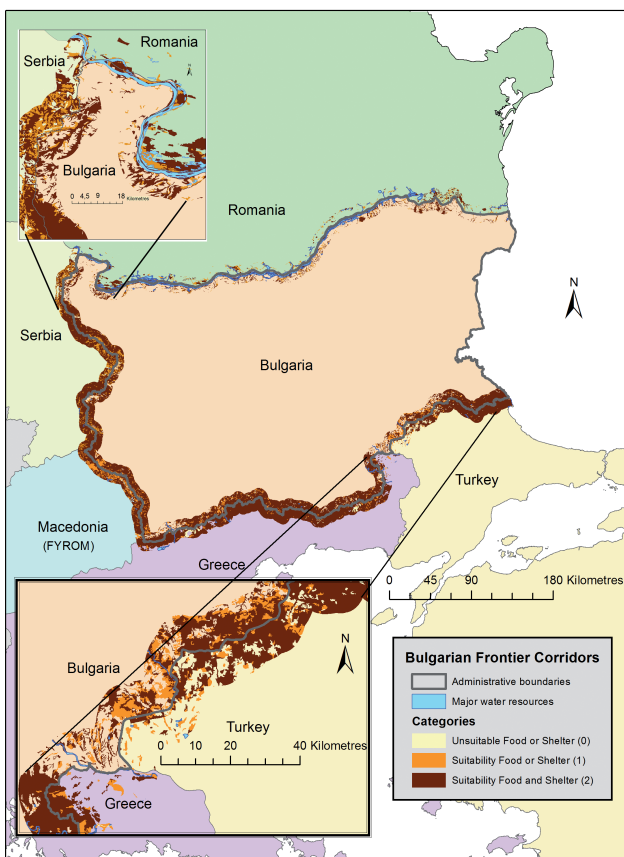 Romania
Serbia
N
Bulgaria
0 4,5 9 18 Kilometres
Romania
N
Serbia
Bulgaria
Turkey
Macedonia
(FYROM)
Greece
0 45 90 180 Kilometres
N
Bulgaria
Turkey
0 10 20 40 Kilometres
Greece
Bulgarian Frontier Corridors
Administrative boundaries
Major water resources
Categories
Unsuitable Food or Shelter (0)
Suitability Food or Shelter (1)
Suitability Food and Shelter (2)